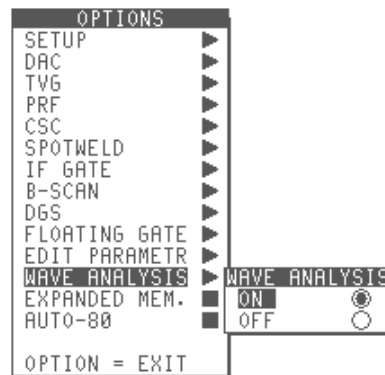 OPTIONS
SETUP
DAC
TVG
PRF
CSC
SPOTWELD
IF GATE
B-SCAN
DGS
FLOATING GATE
EDIT PARAMETR
WAVE ANALYSIS
EXPANDED MEM.
AUTO-80
OPTION = EXIT
WAVE ANALYSIS
ON
OFF